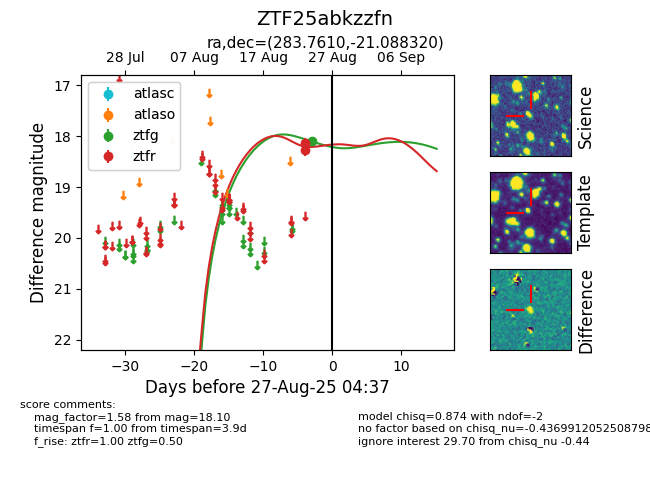 ZTF25abkzzfn
ra,dec=(283.7610,-21.088320)
28 Jul 07 Aug 17 Aug 27 Aug 06 Sep
atlasc
atlaso
ztfg
ztfr
17
18
19
20
21
22
Difference magnitude
−30 −20 −10 0 10
Days before 27-Aug-25 04:37
Science
Template
Difference
score comments:
mag_factor=1.58 from mag=18.10
timespan f=1.00 from timespan=3.9d
f_rise: ztfr=1.00 ztfg=0.50
model chisq=0.874 with ndof=-2
no factor based on chisq_nu=-0.4369912052508798
ignore interest 29.70 from chisq_nu -0.44